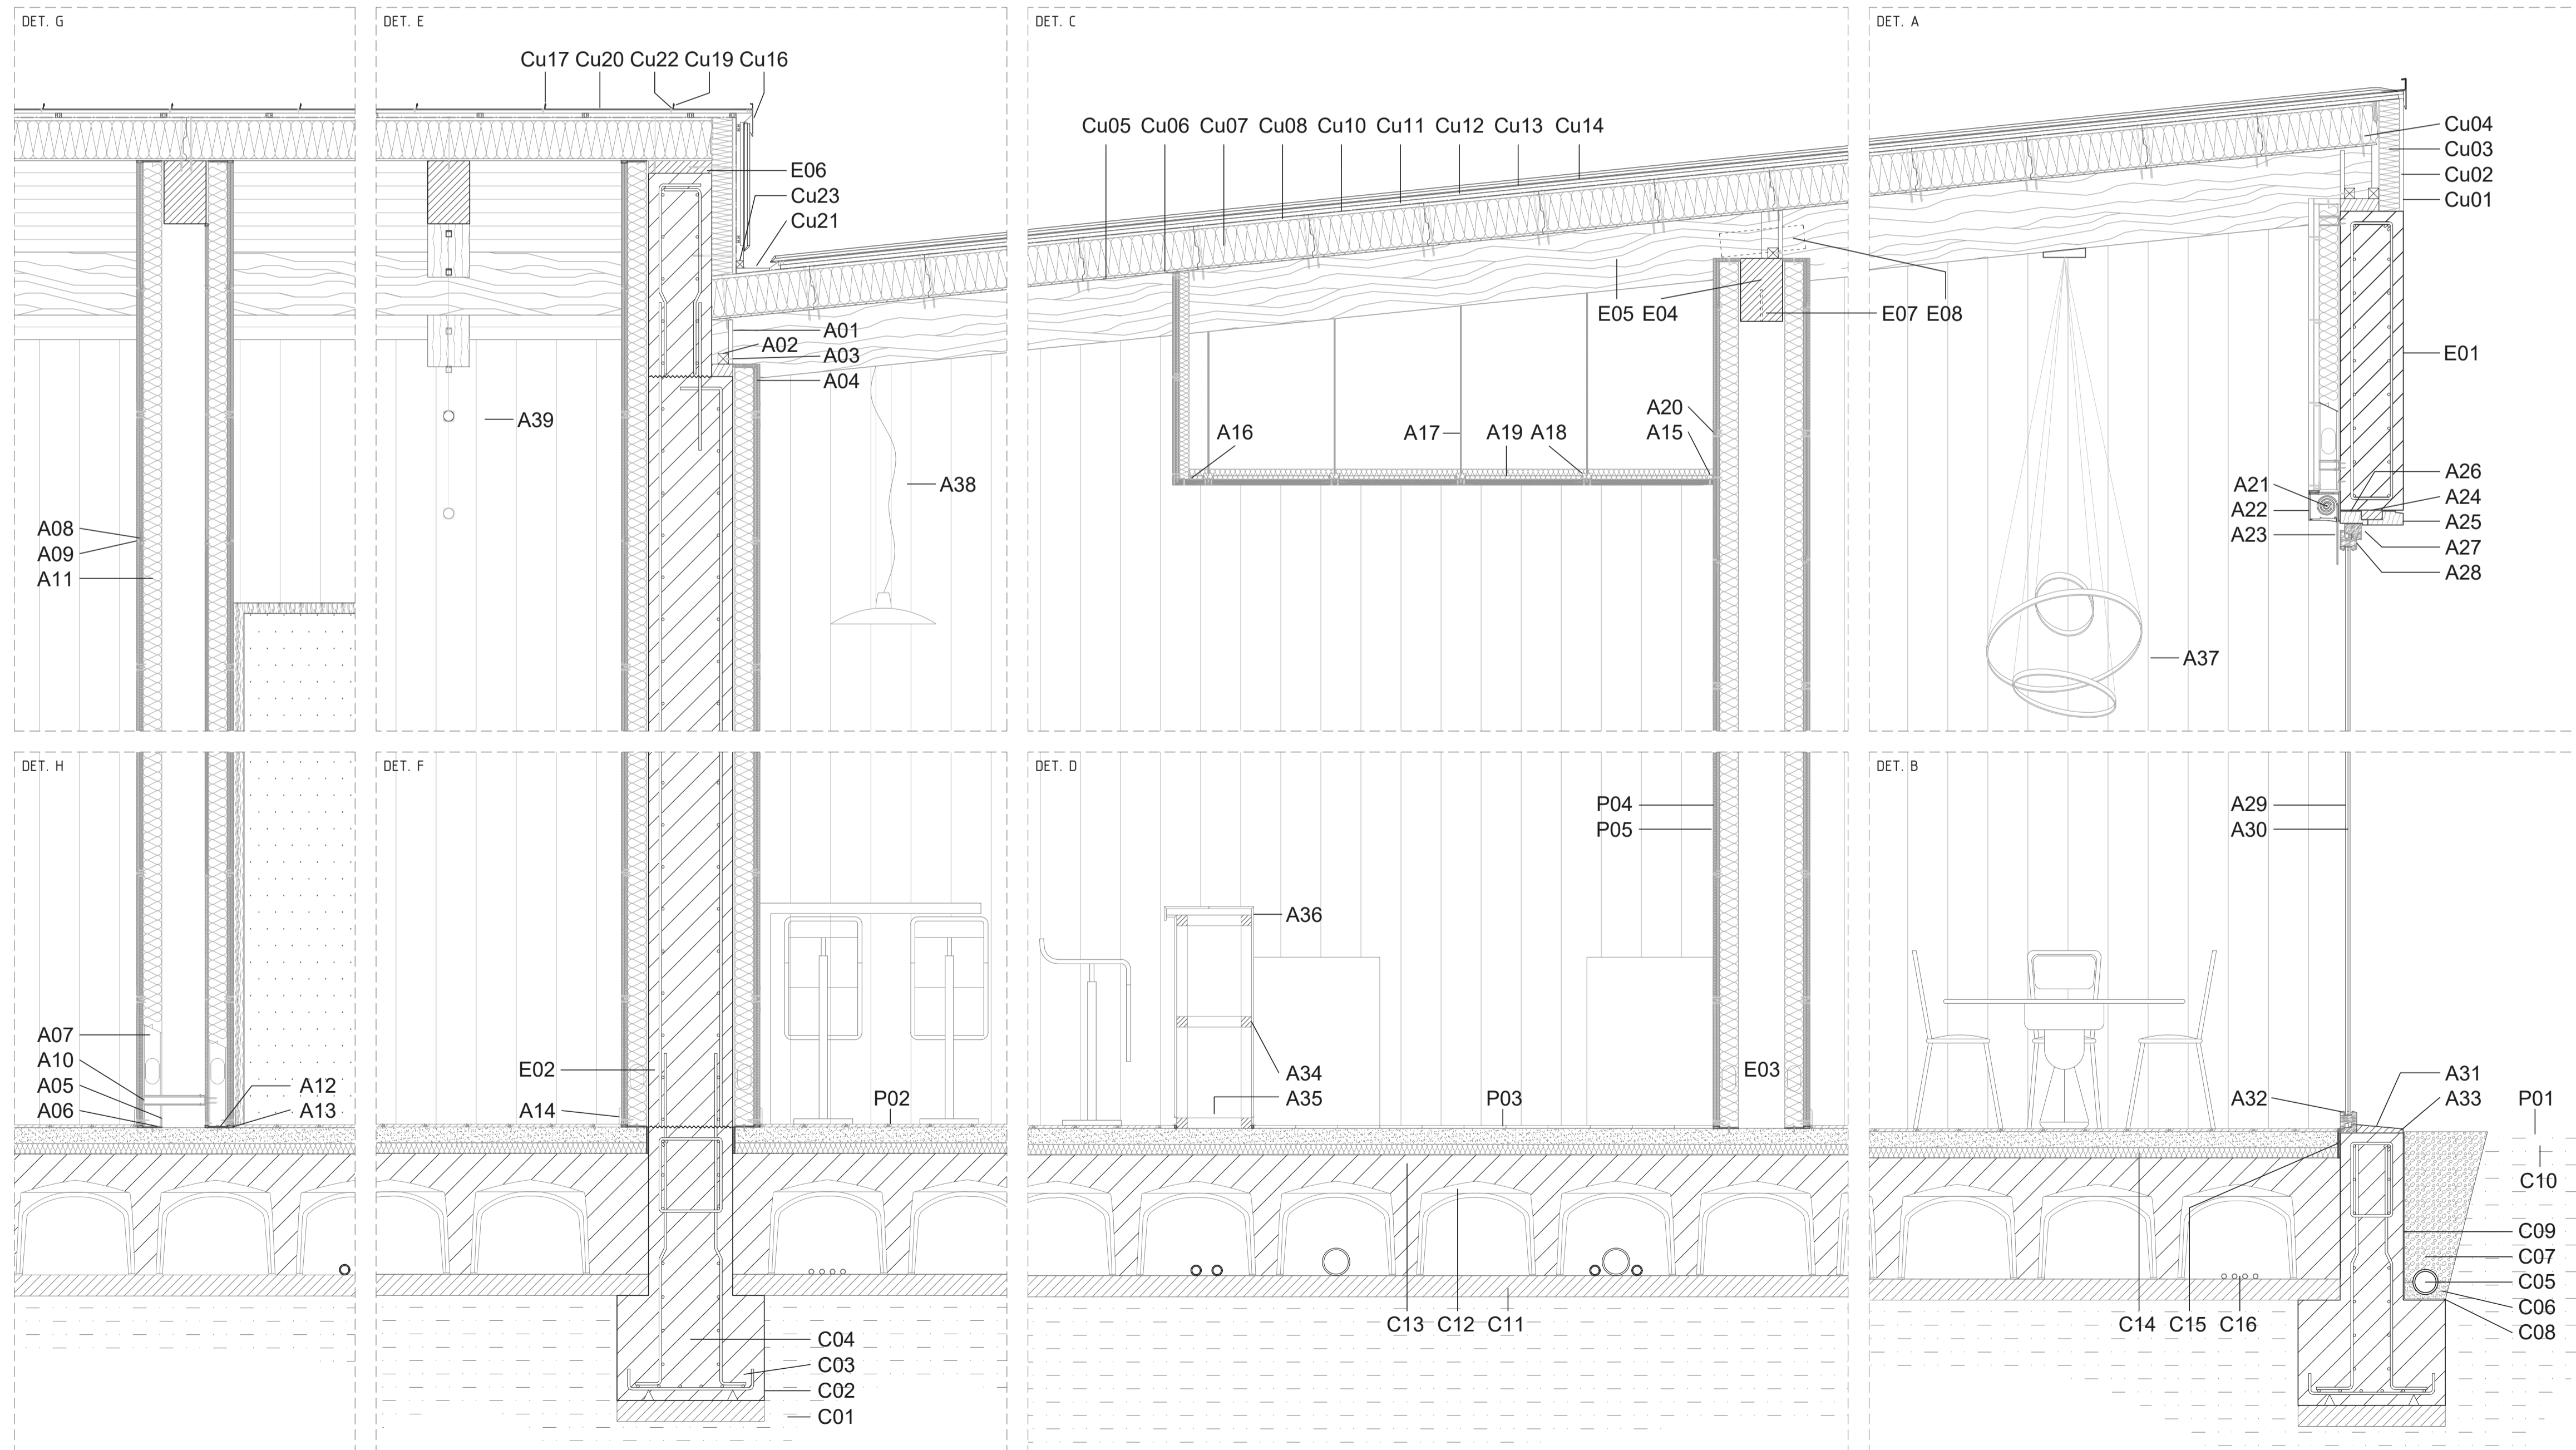 DET. G
A08
A09
A11
DET. E
Cu17 Cu20 Cu22 Cu19 Cu16
E06
Cu23
Cu21
A01
A02
A03
A04
A39
A38
DET. C
Cu05 Cu06 Cu07 Cu08 Cu10 Cu11 Cu12 Cu13 Cu14
E05 E04
E07 E08
A20
A16
A17
A19 A18
A15
DET. A
Cu04
Cu03
Cu02
Cu01
E01
A26
A21
A24
A22
A25
A23
A27
A28
A37
DET. H
A07
A10
A05
A12
A06
A13
DET. F
E02
A14
P02
C04
C03
C02
C01
DET. D
P04
P05
A36
A34
E03
A35
P03
C13 C12 C11
DET. B
A29
A30
A31
A32
A33
P01
C10
C09
C07
C05
C06
C08
C14 C15 C16